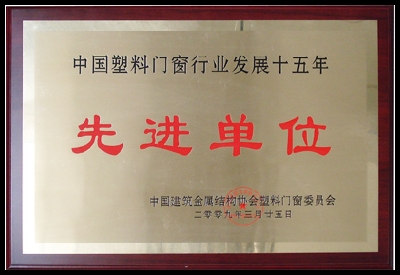 中国塑料门窗行业发展十五年
先进单位
中国建筑金属结构协会塑料门窗委员会
二零零九年三月廿五日